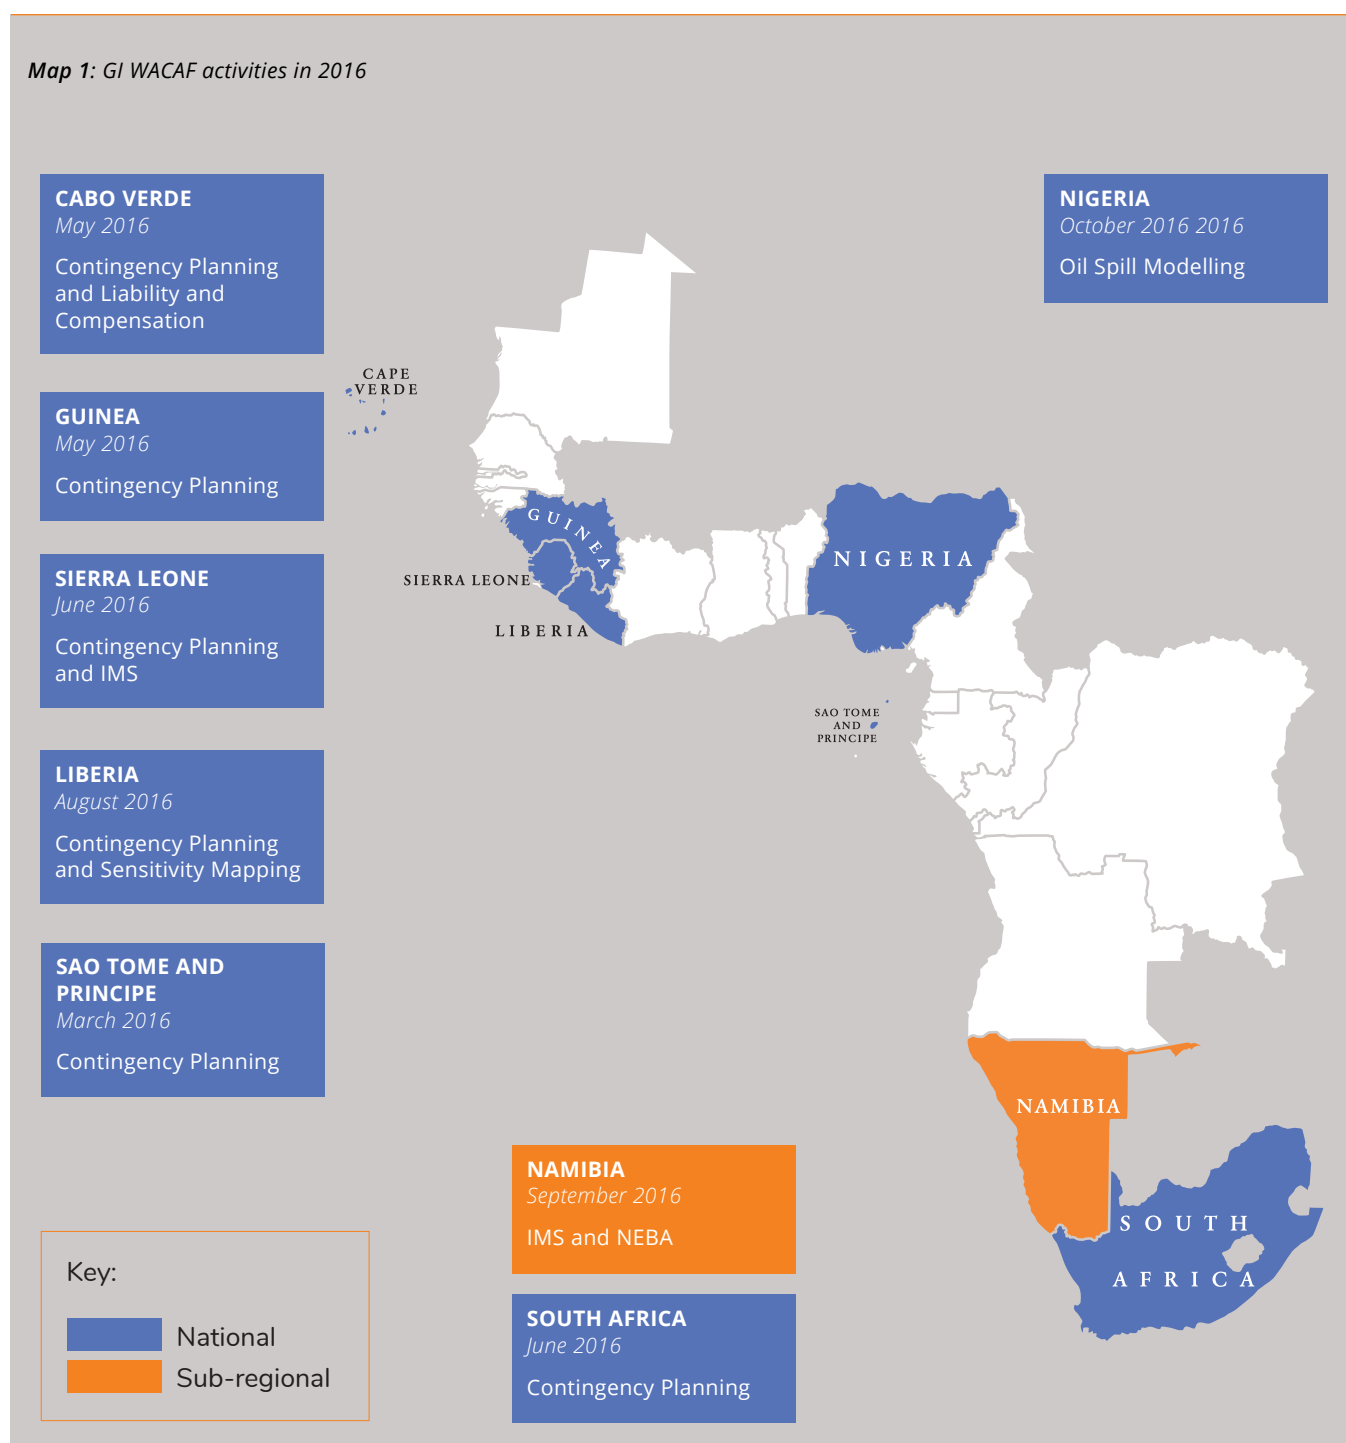 Map 1: GI WACAF activities in 2016
CABO VERDE
May 2016
Contingency Planning
and Liability and
Compensation
NIGERIA
October 2016 2016
Oil Spill Modelling
CAPE
VERDE
GUINEA
May 2016
Contingency Planning
GUINEA
NIGERIA
SIERRA LEONE
June 2016
Contingency Planning
and IMS
SIERRA LEONE
LIBERIA
SAO TOME
AND
PRINCIPE
LIBERIA
August 2016
Contingency Planning
and Sensitivity Mapping
SAO TOME AND
PRINCIPE
March 2016
Contingency Planning
NAMIBIA
NAMIBIA
September 2016
IMS and NEBA
SOUTH
AFRICA
SOUTH AFRICA
June 2016
Contingency Planning
Key:
National
Sub-regional